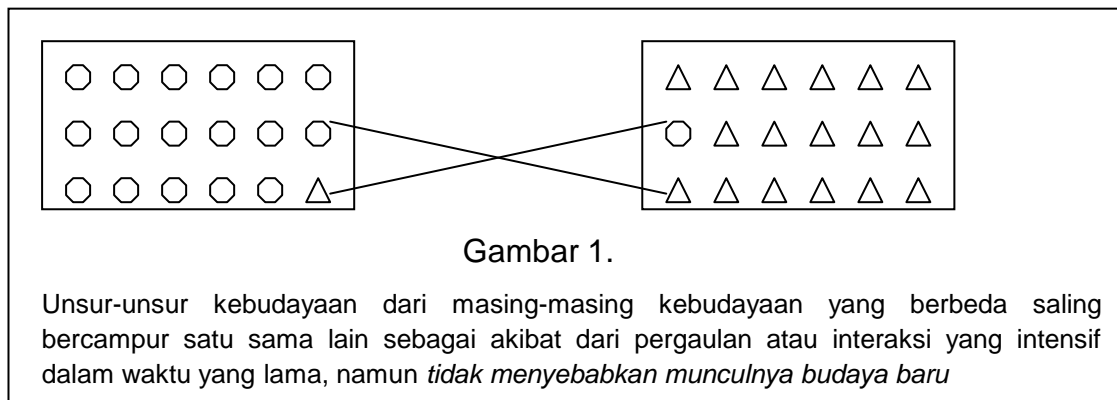 Gambar 1.
Unsur-unsur kebudayaan dari masing-masing kebudayaan yang berbeda saling
bercampur satu sama lain sebagai akibat dari pergaulan atau interaksi yang intensif
dalam waktu yang lama, namun tidak menyebabkan munculnya budaya baru